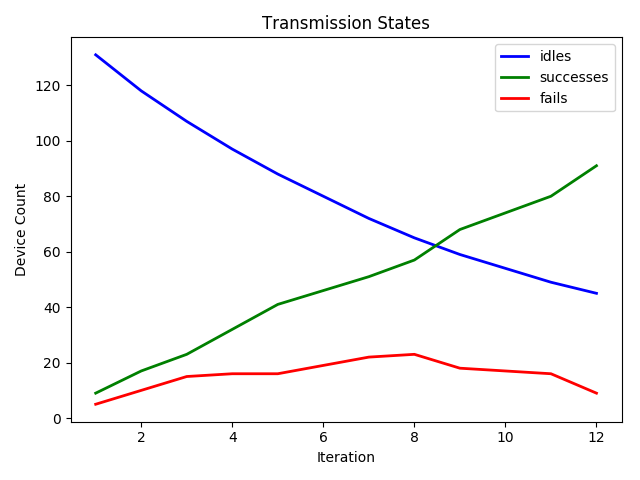 Transmission States
idles
successes
fails
Device Count
120
100
80
60
40
20
0
2 4 6 8 10 12
Iteration